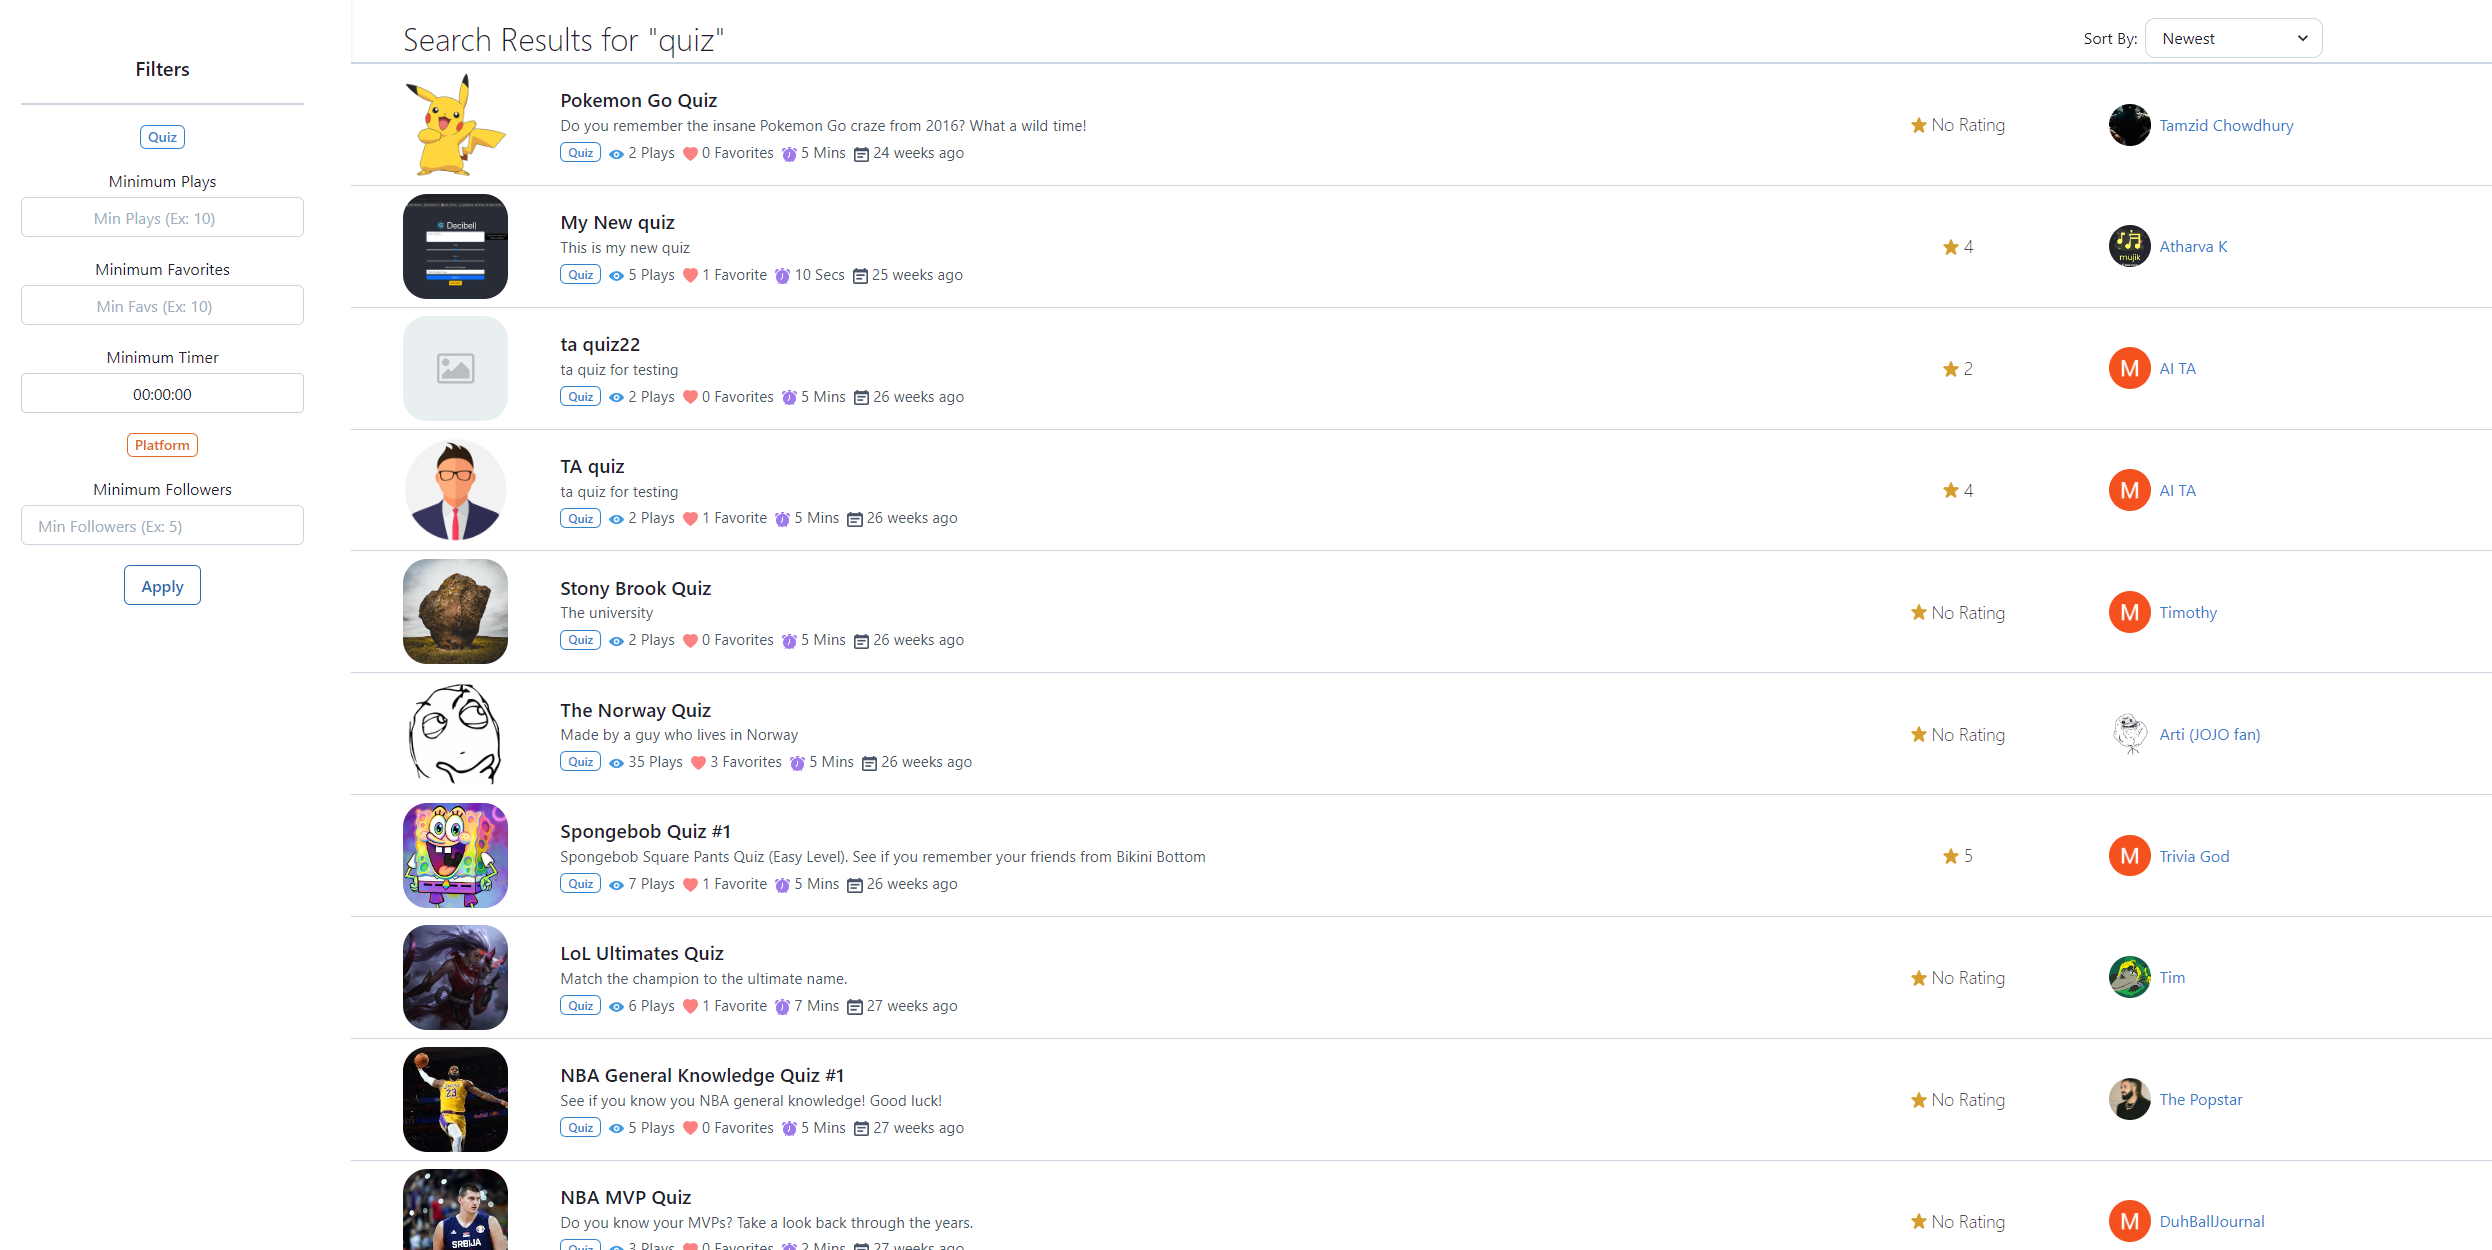 Filters
Quiz
Minimum Plays
Min Plays (Ex: 10)
Minimum Favorites
Min Favs (Ex: 10)
Minimum Timer
00:00:00
Platform
Minimum Followers
Min Followers (Ex: 5)
Apply
Search Results for "quiz"
Sort By: Newest
Pokemon Go Quiz
Do you remember the insane Pokemon Go craze from 2016? What a wild time!
Quiz 2 Plays 0 Favorites 5 Mins 24 weeks ago
No Rating
Tamzid Chowdhury
Decibel
My New quiz
This is my new quiz
Quiz 5 Plays 1 Favorite 10 Secs 25 weeks ago
4
mujik
Atharva K
ta quiz22
ta quiz for testing
Quiz 2 Plays 0 Favorites 5 Mins 26 weeks ago
2
M
AI TA
TA quiz
ta quiz for testing
Quiz 2 Plays 1 Favorite 5 Mins 26 weeks ago
4
M
AI TA
Stony Brook Quiz
The university
Quiz 2 Plays 0 Favorites 5 Mins 26 weeks ago
No Rating
M
Timothy
The Norway Quiz
Made by a guy who lives in Norway
Quiz 35 Plays 3 Favorites 5 Mins 26 weeks ago
No Rating
Arti (JOJO fan)
Spongebob Quiz #1
Spongebob Square Pants Quiz (Easy Level). See if you remember your friends from Bikini Bottom
Quiz 7 Plays 1 Favorite 5 Mins 26 weeks ago
5
M
Trivia God
LoL Ultimates Quiz
Match the champion to the ultimate name.
Quiz 6 Plays 1 Favorite 7 Mins 27 weeks ago
No Rating
Tim
23
NBA General Knowledge Quiz #1
See if you know you NBA general knowledge! Good luck!
Quiz 5 Plays 0 Favorites 5 Mins 27 weeks ago
No Rating
The Popstar
SRBIJA
NBA MVP Quiz
Do you know your MVPs? Take a look back through the years.
Quiz 3 Plays 0 Favorites 2 Mins 27 weeks ago
No Rating
M
DuhBallJournal